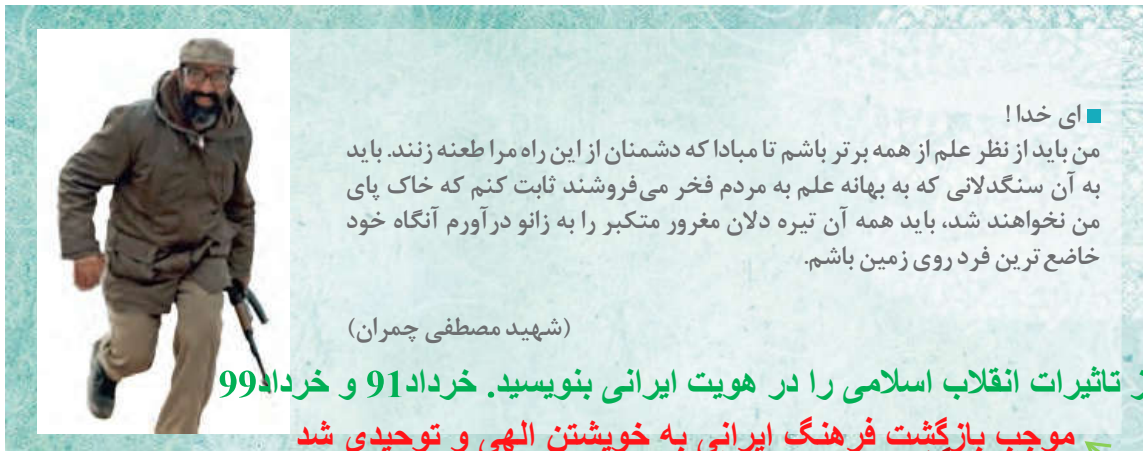 ای خدا !
من باید از نظر علم از همه برتر باشم تا مبادا که دشمنان از این راه مرا طعنه زنند. باید
به آن سنگدلانی که به بهانه علم به مردم فخر می‌فروشند ثابت کنم که خاک پای
من نخواهند شد، باید همه آن تیره دلان مغرور متکبر را به زانو درآورم آنگاه خود
خاضع ترین فرد روی زمین باشم.
(شهید مصطفی چمران)
تاثیرات انقلاب اسلامی را در هویت ایرانی بنویسید. خرداد91 و خرداد99
موجب بازگشت فرهنگ ایرانی به خویشتن الهی و توحیدی شد